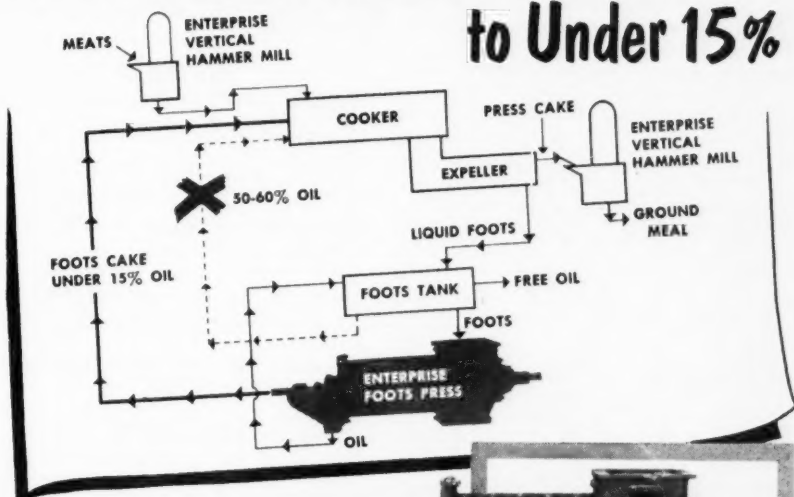 to Under 15%
MEATS
ENTERPRISE
VERTICAL
HAMMER MILL
COOKER
PRESS CAKE
ENTERPRISE
VERTICAL
HAMMER MILL
EXPELLER
50-60% OIL
GROUND
MEAL
LIQUID FOOTS
FOOTS CAKE
UNDER 15% OIL
FOOTS TANK
FREE OIL
FOOTS
ENTERPRISE
FOOTS PRESS
OIL